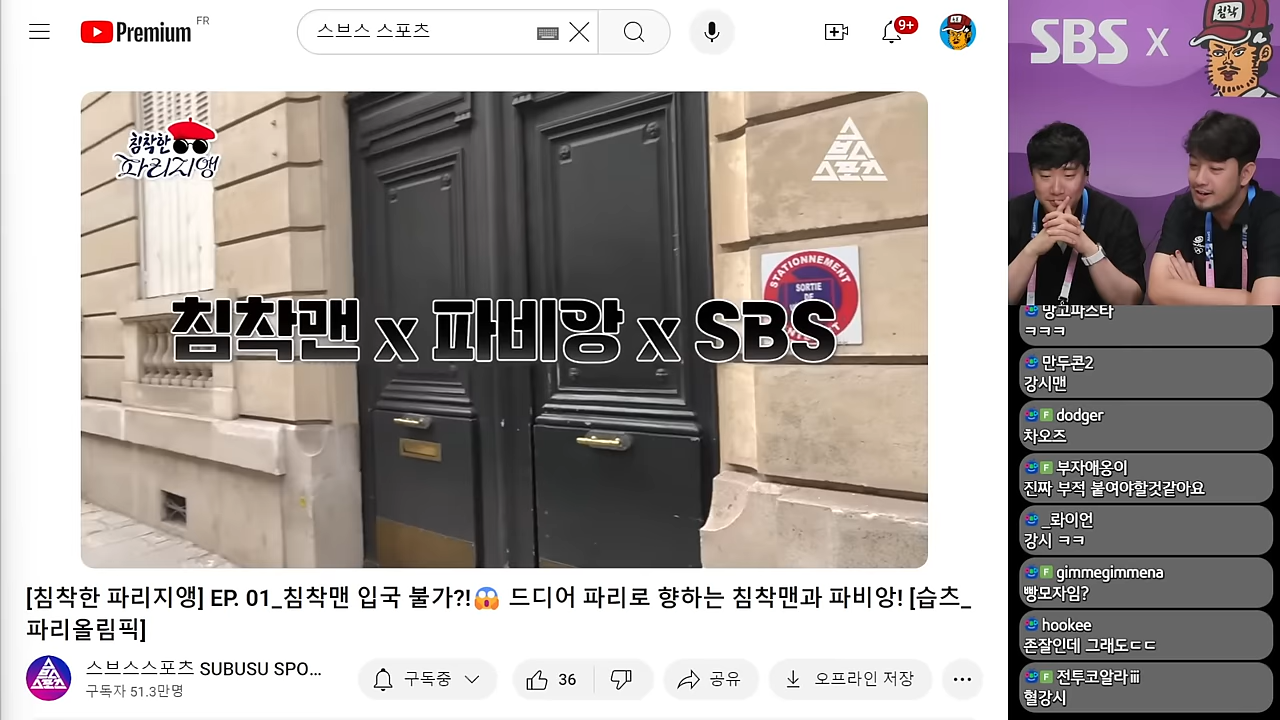 Premium FR
스브스 스포츠
9+
침착
SBS X
침착한
파리지앵
스브스
스포츠
STATIONNEMENT
SORTIE
DE
침착맨 x 파비앙 x SBS
[침착한 파리지앵] EP. 01_침착맨 입국 불가?!😱 드디어 파리로 향하는 침착맨과 파비앙! [습츠_
파리올림픽]
스브스스포츠 SUBUSU SPO...
구독자 51.3만명
구독중
36
공유
오프라인 저장
망고파스타
ㅋㅋㅋ
만두콘2
강시맨
F dodger
차오즈
F 부자애옹이
진짜 부적 붙여야할것같아요
_롸이언
강시 ㅋㅋ
F gimmegimmena
빵모자임?
hookee
존잘인데 그래도ㄷㄷ
F 전투코알라ⅲ
혈강시